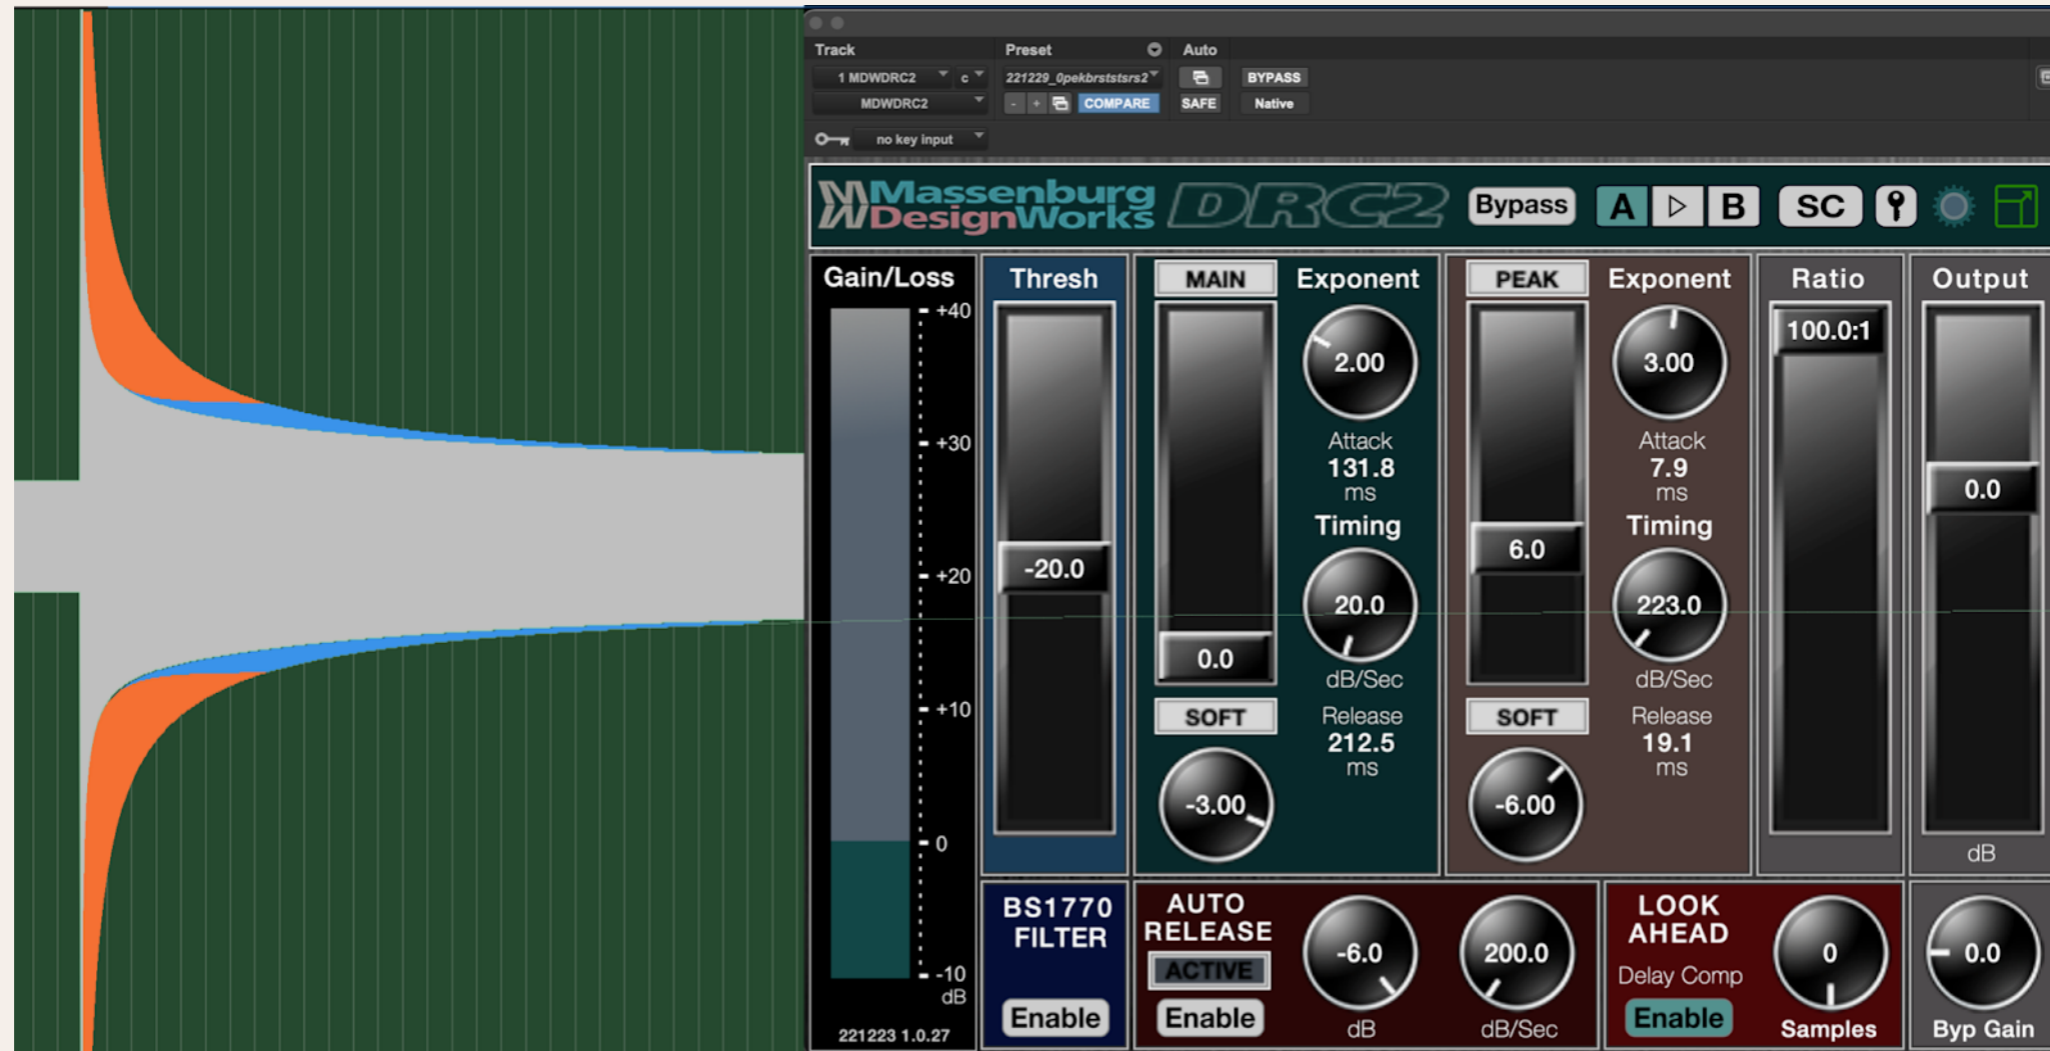 Track Preset Auto
1 MDWDRC2 c 221229_0pekbrststsrs2 BYPASS
MDWDRC2 - + COMPARE SAFE Native
no key input
Massenburg
DesignWorks
DRC2 Bypass A B SC
Gain/Loss
+40
+30
+20
+10
0
-10
dB
221223 1.0.27
Thresh
-20.0
MAIN
0.0
SOFT
-3.00
Exponent
2.00
Attack
131.8
ms
Timing
20.0
dB/Sec
Release
212.5
ms
PEAK
6.0
SOFT
-6.00
Exponent
3.00
Attack
7.9
ms
Timing
223.0
dB/Sec
Release
19.1
ms
Ratio
100.0:1
Output
0.0
dB
BS1770
FILTER
Enable
AUTO
RELEASE
ACTIVE
Enable
-6.0
dB
200.0
dB/Sec
LOOK
AHEAD
Delay Comp
Enable
0
Samples
0.0
Byp Gain